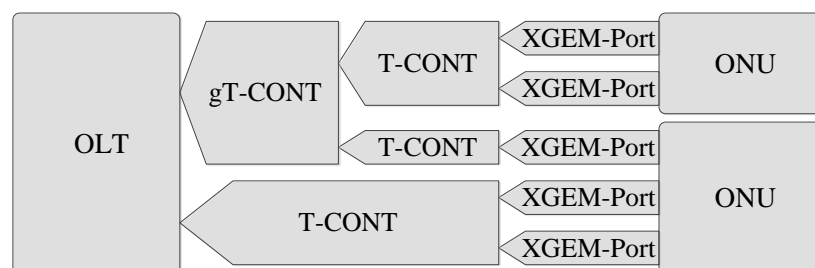 XGEM-Port
T-CONT
ONU
gT-CONT
XGEM-Port
OLT
T-CONT
XGEM-Port
XGEM-Port
ONU
T-CONT
XGEM-Port